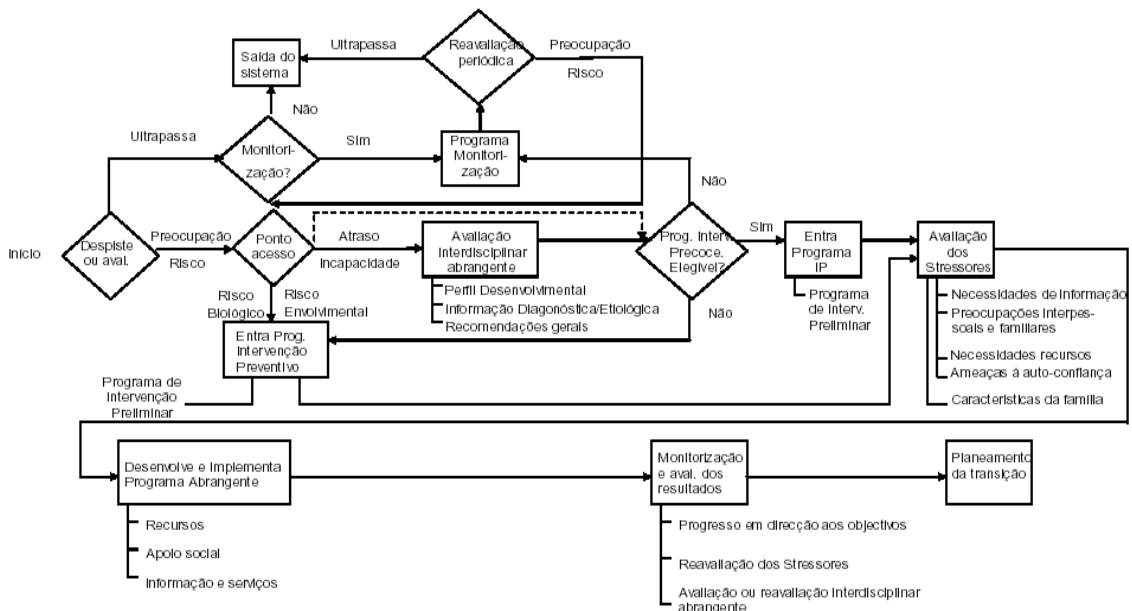 Ultrapassa
Reavaliação
periódica
Preocupação
Risco
Saída do
sistema
Não
Ultrapassa
Monitori-
zação?
Sim
Programa
Monitori-
zação
Não
Início
Despiste
ou aval.
Preocupação
Risco
Ponto
acesso
Atraso
Incapacidade
Avaliação
Interdisciplinar
abrangente
Perfil Desenvolvimental
Informação Diagnóstica/Etiológica
Recomendações gerais
Prog. Interv.
Precoce.
Elegível?
Sim
Não
Entra
Programa
IP
Programa
de Interv.
Preliminar
Avaliação
dos
Stressores
Necessidades de Informação
Preocupações Interpes-
soais e familiares
Necessidades recursos
Ameaças à auto-confiança
Características da família
Risco
Biológico
Risco
Envolvimental
Entra Prog.
Intervenção
Preventivo
Programa de
Intervenção
Preliminar
Desenvolve e Implementa
Programa Abrangente
Recursos
Apoio social
Informação e serviços
Monitorização
e aval. dos
resultados
Progresso em direcção aos objectivos
Reavaliação dos Stressores
Avaliação ou reavaliação Interdisciplinar
abrangente
Planeamento
da transição